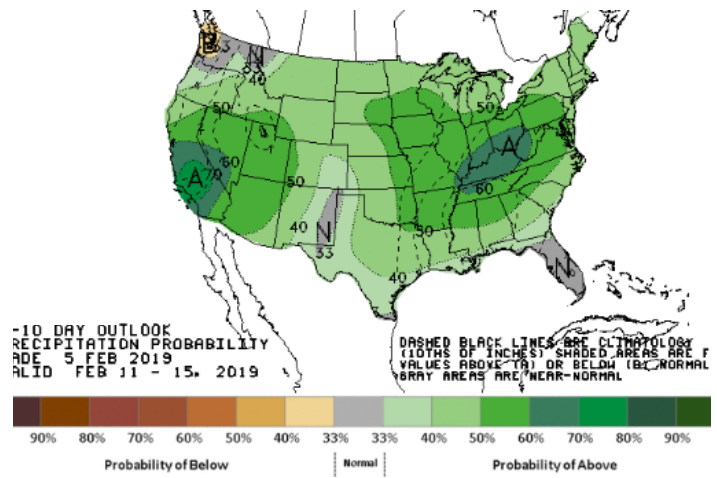 B 33 N
33
40
50
50
A
60
A 70
50
60
40 N
33
50
N
40
-10 DAY OUTLOOK
RECIPITATION PROBABILITY
ADE 5 FEB 2019
ALID FEB 11 - 15, 2019
DASHED BLACK LINES ARE CLIMATOLOGY
(10THS OF INCHES) SHADED AREAS ARE F
VALUES ABOVE (A) OR BELOW (B) NORMAL
GRAY AREAS ARE NEAR-NORMAL
90% 80% 70% 60% 50% 40% 33% 33% 40% 50% 60% 70% 80% 90%
Probability of Below Normal Probability of Above